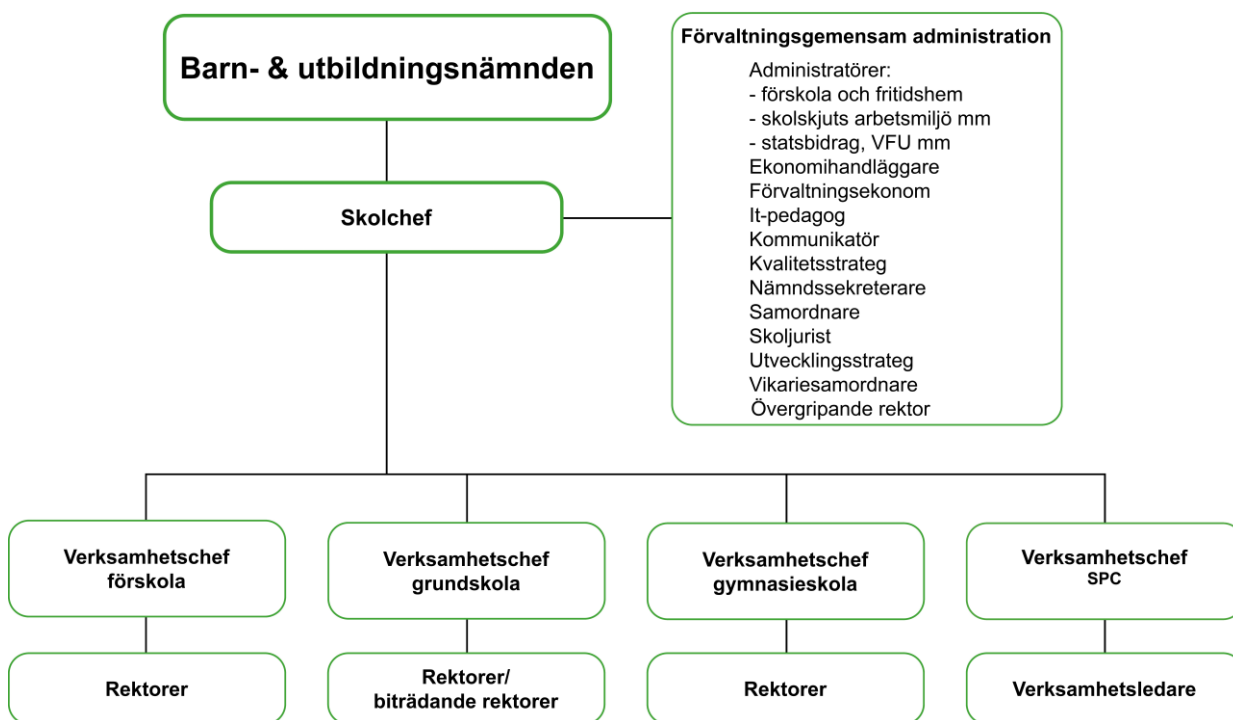 Barn- & utbildningsnämnden
Förvaltningsgemensam administration
Administratörer:
- förskola och fritidshem
- skolskjuts arbetsmiljö mm
- statsbidrag, VFU mm
Ekonomihandläggare
Förvaltningsekonom
It-pedagog
Kommunikatör
Kvalitetsstrateg
Nämndssekreterare
Samordnare
Skoljurist
Utvecklingsstrateg
Vikariesamordnare
Övergripande rektor
Skolchef
Verksamhetschef
förskola
Verksamhetschef
grundskola
Verksamhetschef
gymnasieskola
Verksamhetschef
SPC
Rektorer
Rektorer/
biträdande rektorer
Rektorer
Verksamhetsledare